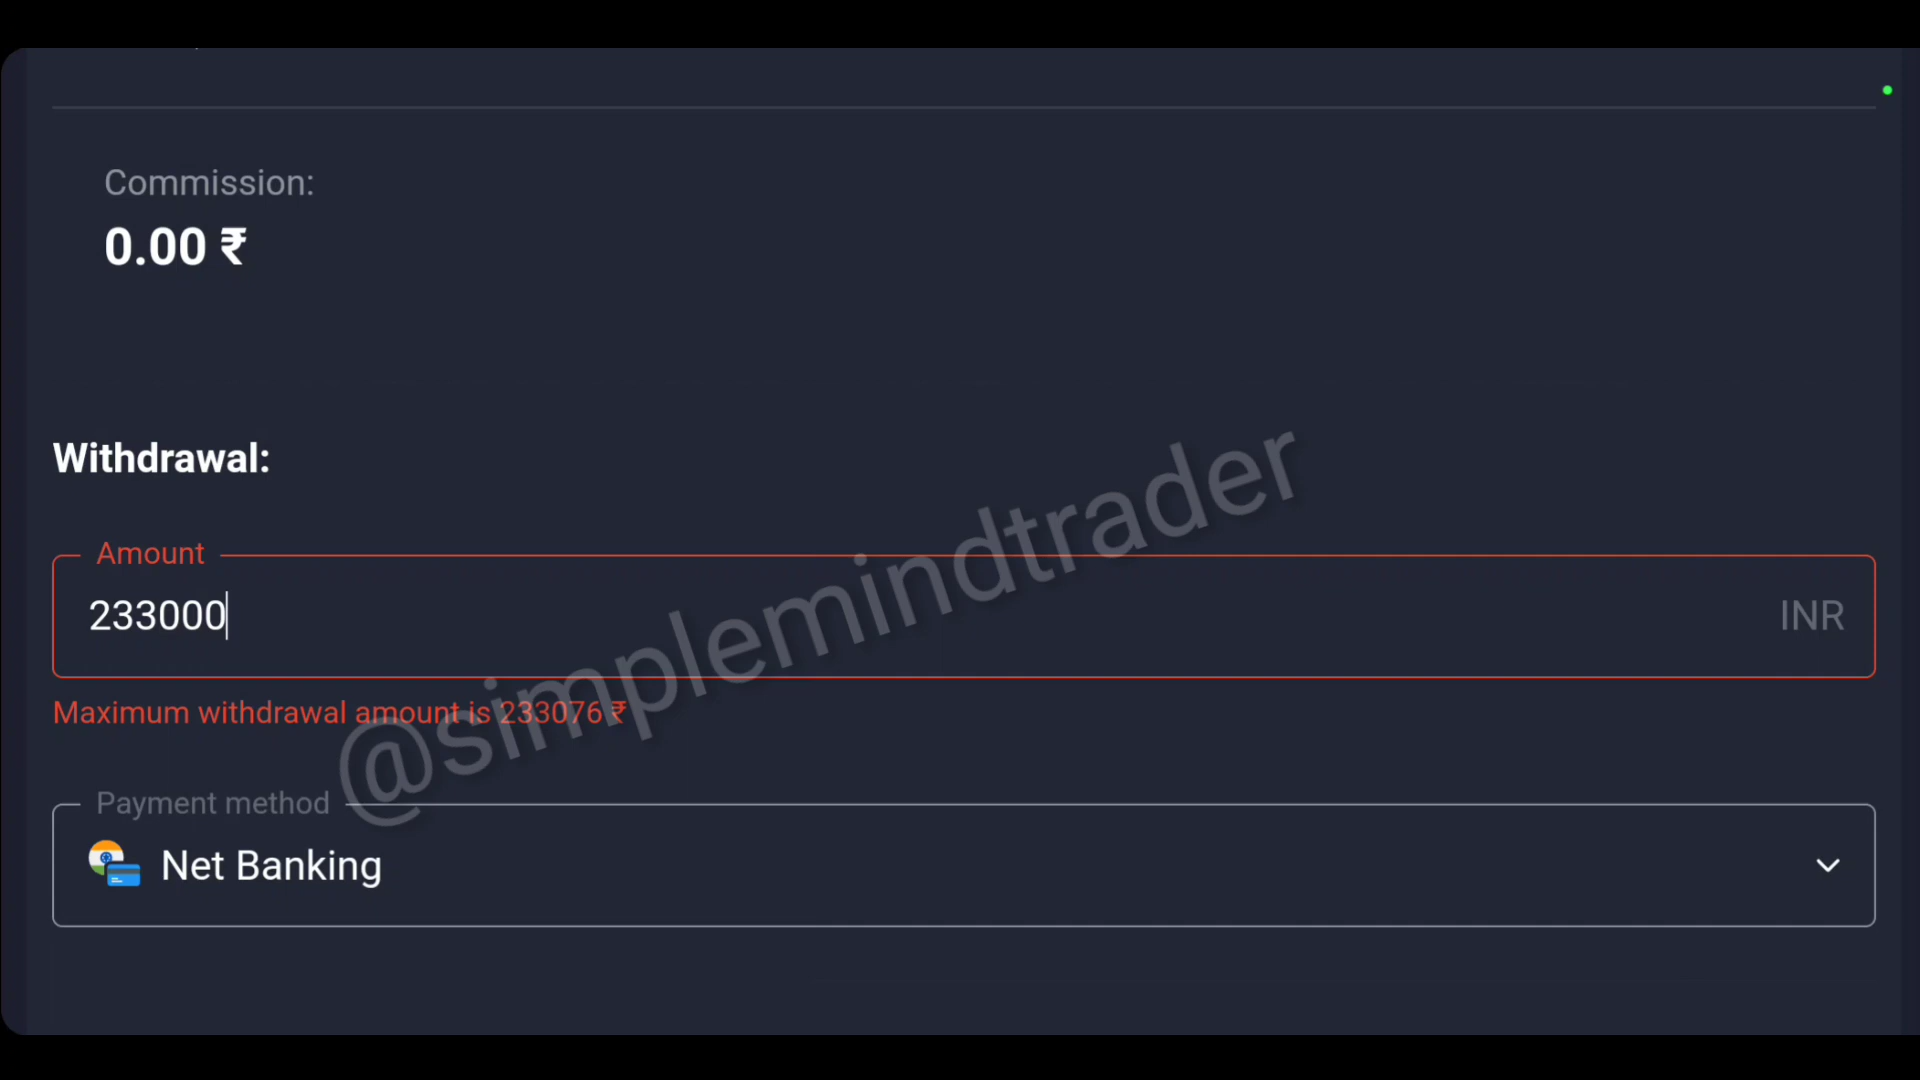 Commission:
0.00 ₹
Withdrawal:
Amount
233000
INR
Maximum withdrawal amount is 233076 ₹
@simplemindtrader
Payment method
Net Banking